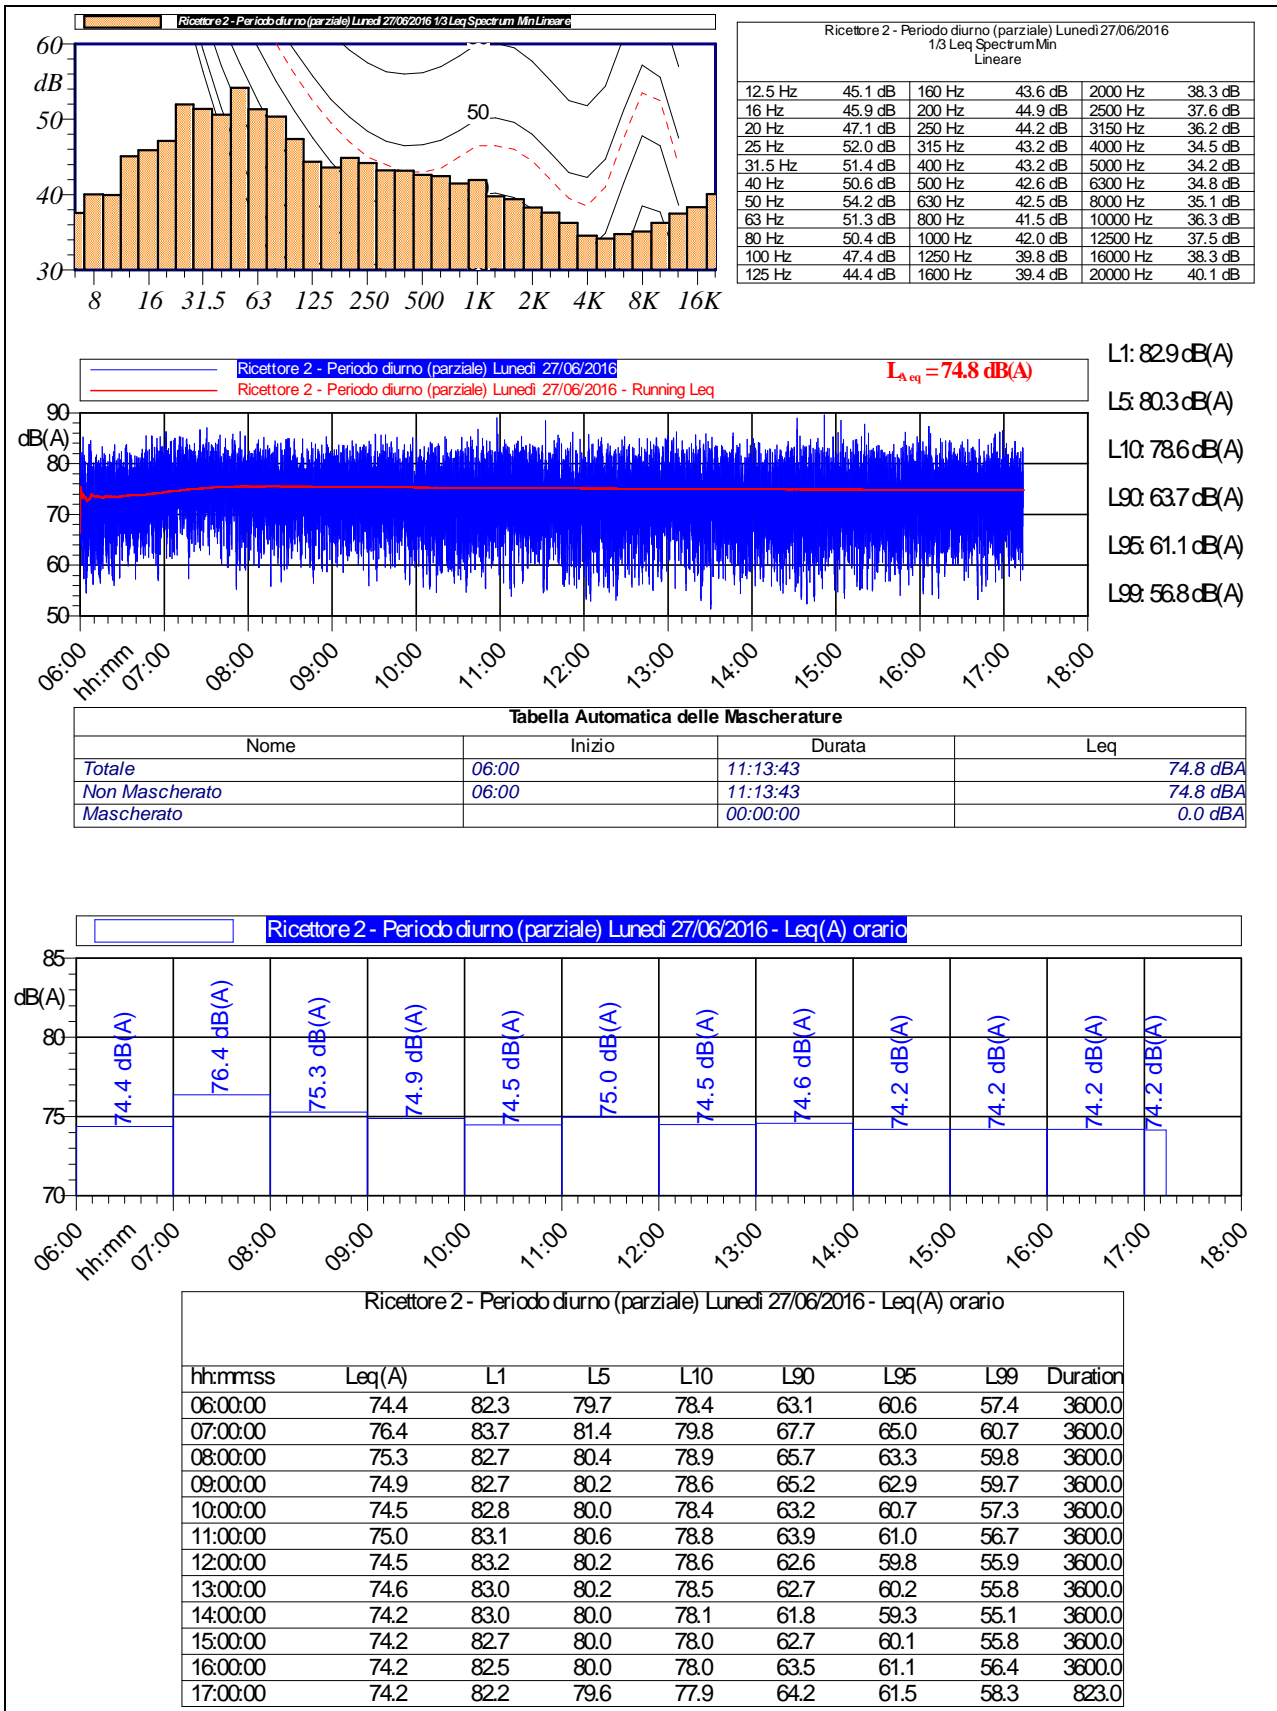 Ricettore 2 - Periodo diurno (parziale) Lunedì 27/06/2016 1/3 Leq Spectrum Min Lineare
60
dB
50
40
30
50
8 16 31.5 63 125 250 500 1K 2K 4K 8K 16K
Ricettore 2 - Periodo diurno (parziale) Lunedì 27/06/2016
1/3 Leq Spectrum Min
Lineare
12.5 Hz 45.1 dB 160 Hz 43.6 dB 2000 Hz 38.3 dB
16 Hz 45.9 dB 200 Hz 44.9 dB 2500 Hz 37.6 dB
20 Hz 47.1 dB 250 Hz 44.2 dB 3150 Hz 36.2 dB
25 Hz 52.0 dB 315 Hz 43.2 dB 4000 Hz 34.5 dB
31.5 Hz 51.4 dB 400 Hz 43.2 dB 5000 Hz 34.2 dB
40 Hz 50.6 dB 500 Hz 42.6 dB 6300 Hz 34.8 dB
50 Hz 54.2 dB 630 Hz 42.5 dB 8000 Hz 35.1 dB
63 Hz 51.3 dB 800 Hz 41.5 dB 10000 Hz 36.3 dB
80 Hz 50.4 dB 1000 Hz 42.0 dB 12500 Hz 37.5 dB
100 Hz 47.4 dB 1250 Hz 39.8 dB 16000 Hz 38.3 dB
125 Hz 44.4 dB 1600 Hz 39.4 dB 20000 Hz 40.1 dB
Ricettore 2 - Periodo diurno (parziale) Lunedì 27/06/2016
Ricettore 2 - Periodo diurno (parziale) Lunedì 27/06/2016 - Running Leq
LA eq = 74.8 dB(A)
90
dB(A)
80
70
60
50
06:00 hh:mm 07:00 08:00 09:00 10:00 11:00 12:00 13:00 14:00 15:00 16:00 17:00 18:00
L1: 82.9 dB(A)
L5: 80.3 dB(A)
L10: 78.6 dB(A)
L90: 63.7 dB(A)
L95: 61.1 dB(A)
L99: 56.8 dB(A)
Tabella Automatica delle Mascherature
Nome Inizio Durata Leq
Totale 06:00 11:13:43 74.8 dBA
Non Mascherato 06:00 11:13:43 74.8 dBA
Mascherato 00:00:00 0.0 dBA
Ricettore 2 - Periodo diurno (parziale) Lunedì 27/06/2016 - Leq(A) orario
85
dB(A)
80
75
70
74.4 dB(A) 76.4 dB(A) 75.3 dB(A) 74.9 dB(A) 74.5 dB(A) 75.0 dB(A) 74.5 dB(A) 74.6 dB(A) 74.2 dB(A) 74.2 dB(A) 74.2 dB(A) 74.2 dB(A)
06:00 hh:mm 07:00 08:00 09:00 10:00 11:00 12:00 13:00 14:00 15:00 16:00 17:00 18:00
Ricettore 2 - Periodo diurno (parziale) Lunedì 27/06/2016 - Leq(A) orario
hh:mm:ss Leq(A) L1 L5 L10 L90 L95 L99 Duration
06:00:00 74.4 82.3 79.7 78.4 63.1 60.6 57.4 3600.0
07:00:00 76.4 83.7 81.4 79.8 67.7 65.0 60.7 3600.0
08:00:00 75.3 82.7 80.4 78.9 65.7 63.3 59.8 3600.0
09:00:00 74.9 82.7 80.2 78.6 65.2 62.9 59.7 3600.0
10:00:00 74.5 82.8 80.0 78.4 63.2 60.7 57.3 3600.0
11:00:00 75.0 83.1 80.6 78.8 63.9 61.0 56.7 3600.0
12:00:00 74.5 83.2 80.2 78.6 62.6 59.8 55.9 3600.0
13:00:00 74.6 83.0 80.2 78.5 62.7 60.2 55.8 3600.0
14:00:00 74.2 83.0 80.0 78.1 61.8 59.3 55.1 3600.0
15:00:00 74.2 82.7 80.0 78.0 62.7 60.1 55.8 3600.0
16:00:00 74.2 82.5 80.0 78.0 63.5 61.1 56.4 3600.0
17:00:00 74.2 82.2 79.6 77.9 64.2 61.5 58.3 823.0